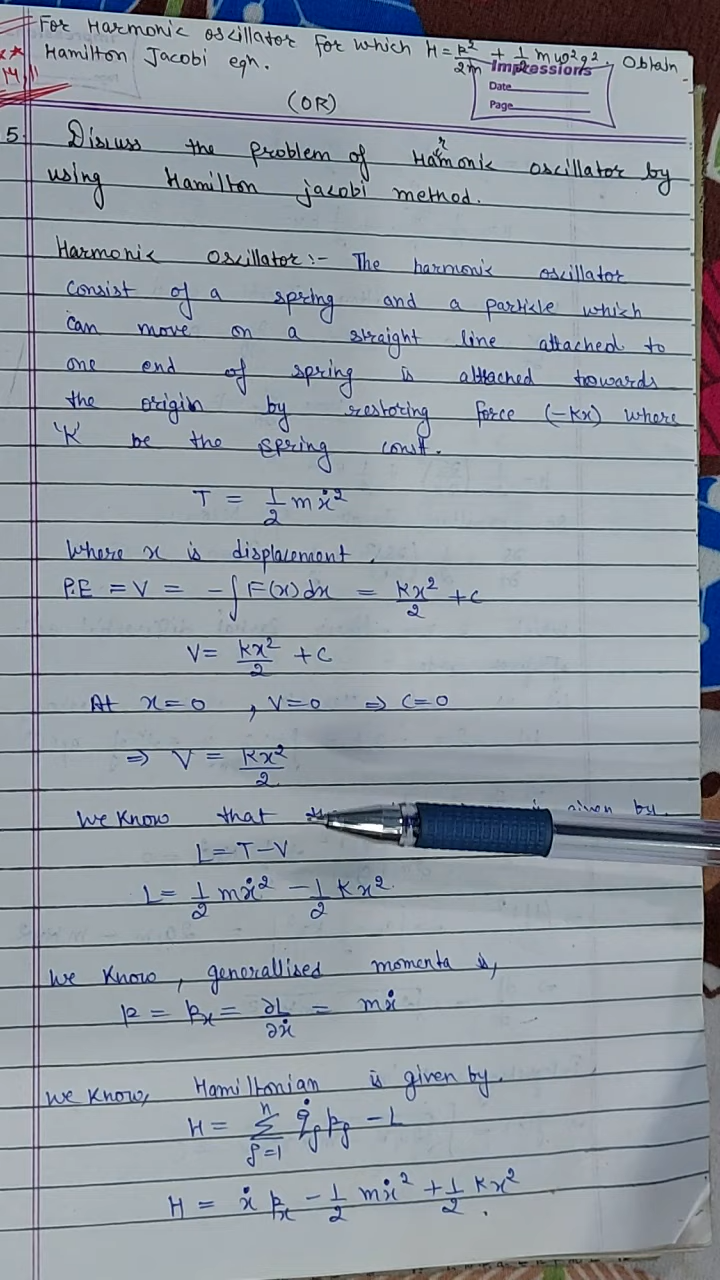 For Harmonic oscillator for which H = p²/2m + 1/2 mω²q². Obtain
Hamilton Jacobi eqn.
Impressions
Date
Page
(OR)
5. Discuss the problem of Harmonic oscillator by
using Hamilton jacobi method.
Harmonic oscillator:- The harmonic oscillator
consist of a spring and a particle which
can move on a straight line attached to
one end of spring is attached towards
the origin by restoring force (-Kx) where
'K' be the spring const.
T = 1/2 mẋ²
Where x is displacement.
P.E = V = -∫F(x)dx = Kx²/2 + c
V = Kx²/2 + c
At x=0, V=0 ⇒ C=0
⇒ V = Kx²/2
We know that given by
L = T-V
L = 1/2 mẋ² - 1/2 Kx².
We know, generallised momenta is,
p = pₓ = ∂L/∂ẋ = mẋ
We know, Hamiltonian is given by.
H = Σ q̇ⱼpⱼ - L
H = ẋ pₓ - 1/2 mẋ² + 1/2 Kx².